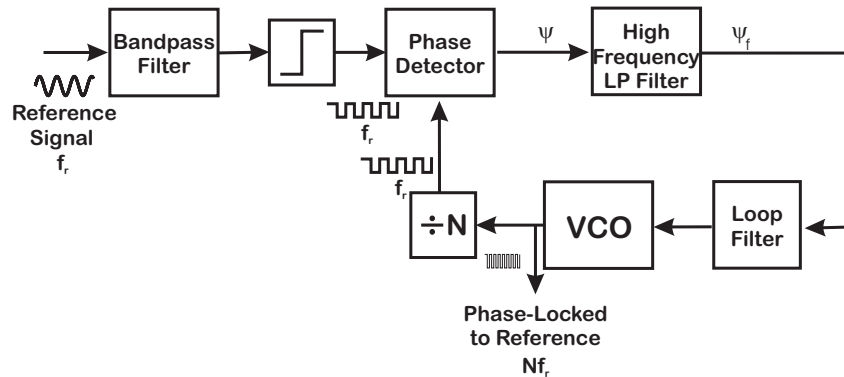 Bandpass
Filter
Phase
Detector
ψ
High
Frequency
LP Filter
ψf
Reference
Signal
fr
fr
fr
÷N
VCO
Loop
Filter
Phase-Locked
to Reference
Nfr